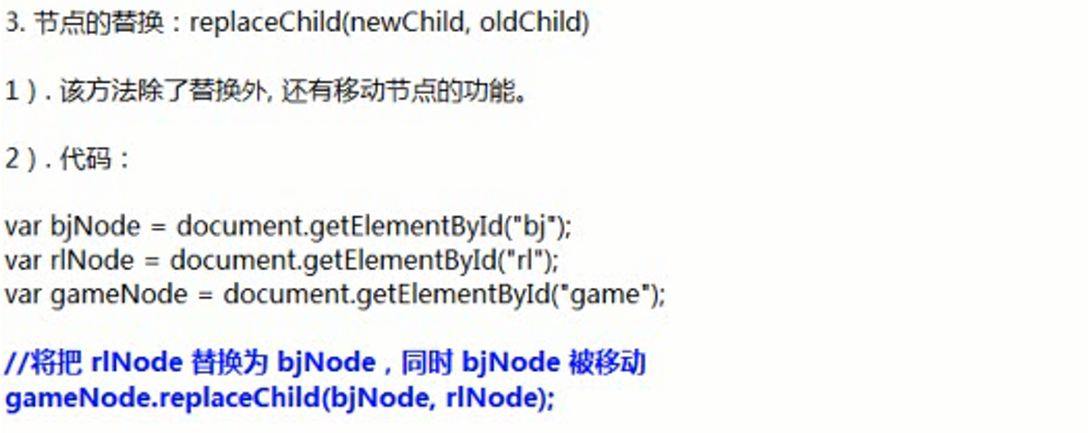 3. 节点的替换：replaceChild(newChild, oldChild)
1）. 该方法除了替换外, 还有移动节点的功能。
2）. 代码：
var bjNode = document.getElementById("bj");
var rlNode = document.getElementById("rl");
var gameNode = document.getElementById("game");
//将把 rlNode 替换为 bjNode，同时 bjNode 被移动
gameNode.replaceChild(bjNode, rlNode);